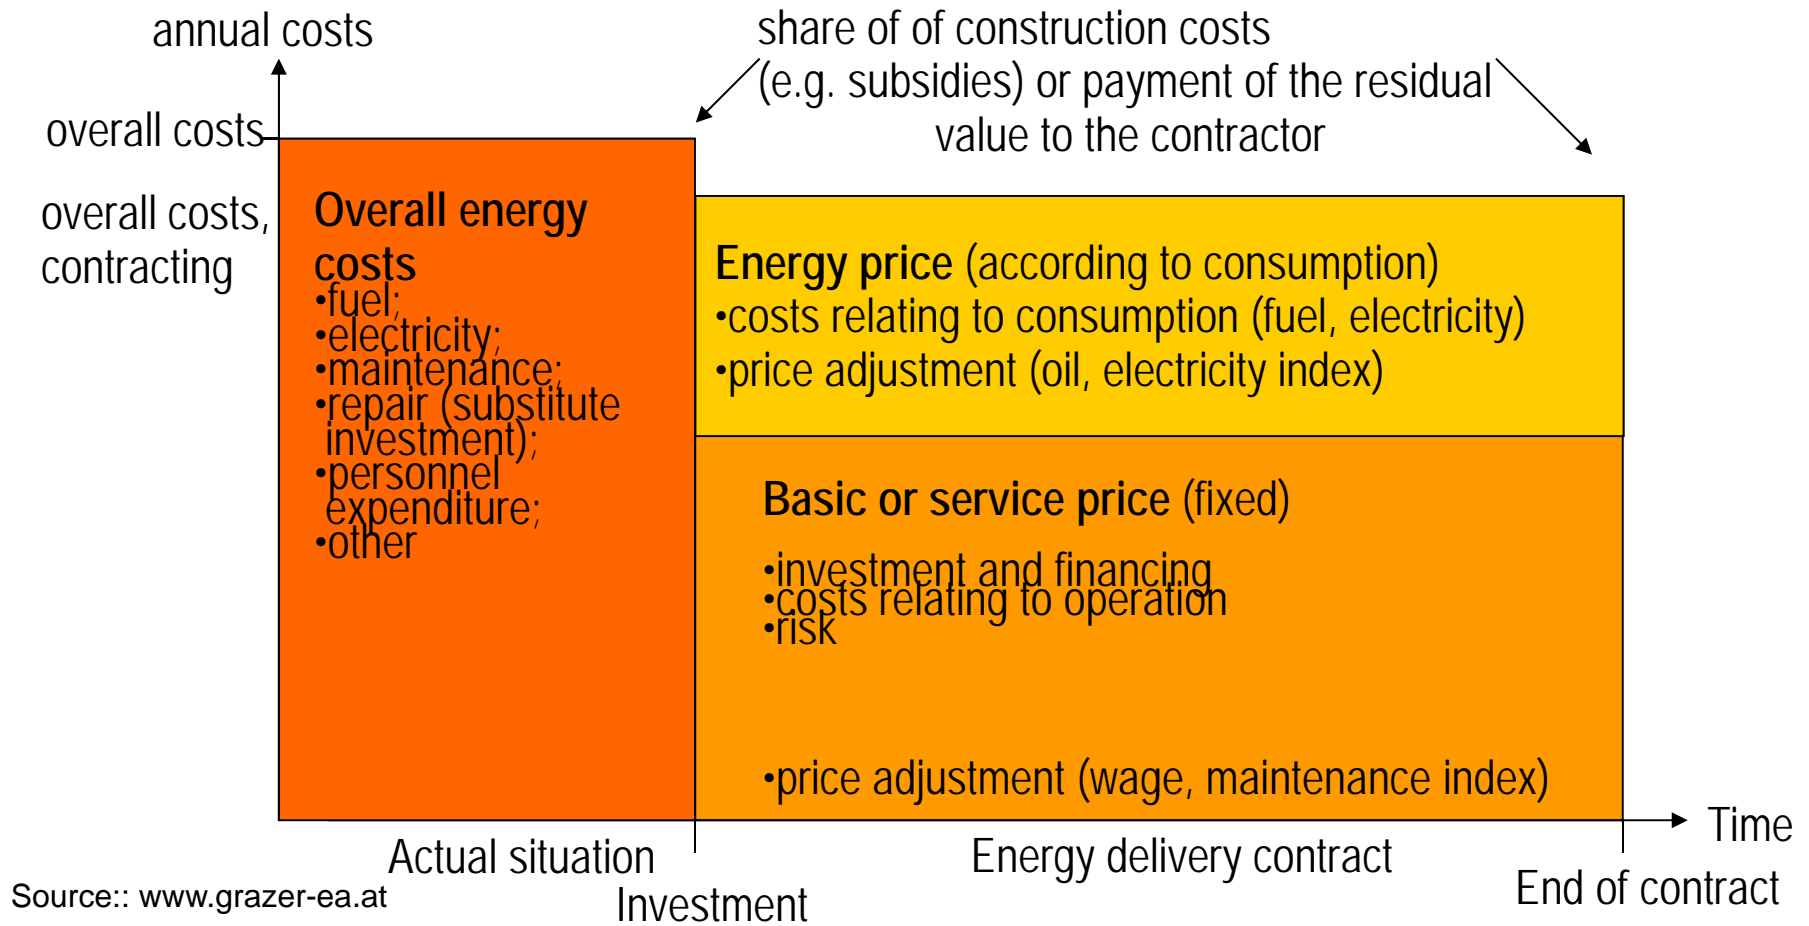 annual costs
share of of construction costs
(e.g. subsidies) or payment of the residual
value to the contractor
overall costs
overall costs,
contracting
Overall energy
costs
•fuel;
•electricity;
•maintenance;
•repair (substitute
investment);
•personnel
expenditure;
•other
Energy price (according to consumption)
•costs relating to consumption (fuel, electricity)
•price adjustment (oil, electricity index)
Basic or service price (fixed)
•investment and financing
•costs relating to operation
•risk
•price adjustment (wage, maintenance index)
Time
Actual situation
Energy delivery contract
Investment
End of contract
Source:: www.grazer-ea.at